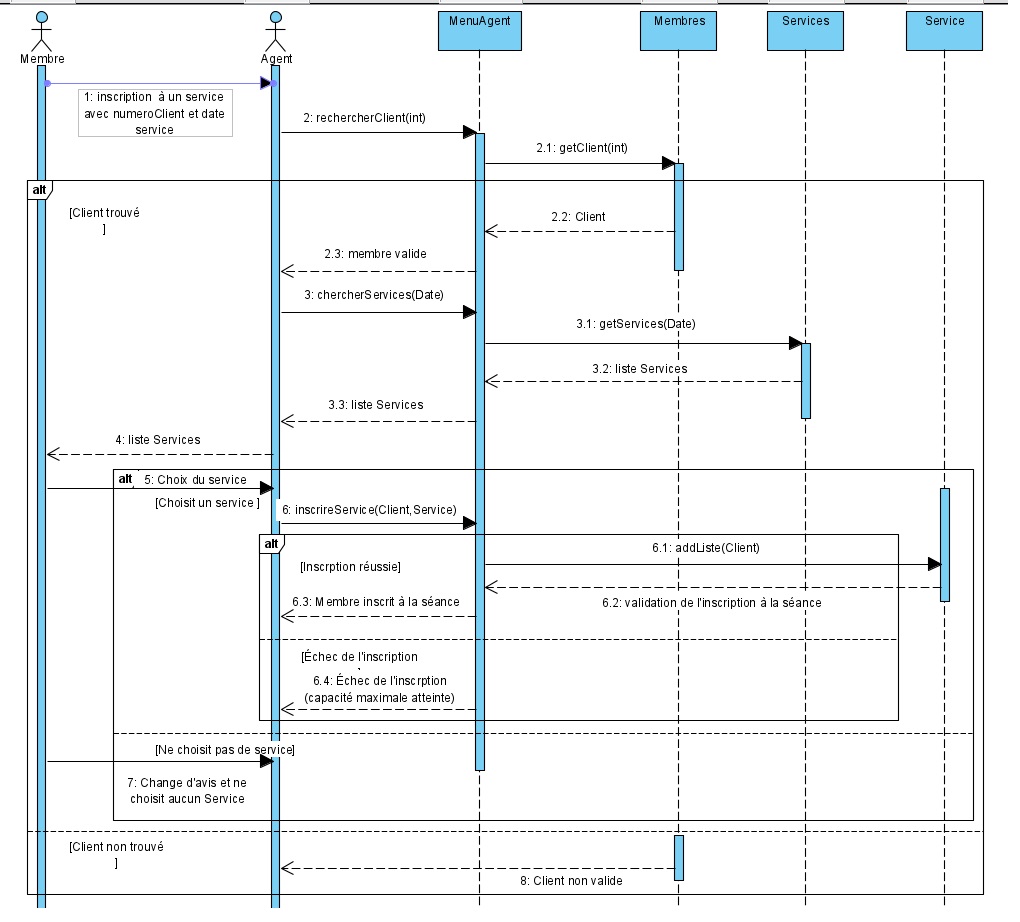 Membre
Agent
MenuAgent
Membres
Services
Service
1: inscription à un service
avec numeroClient et date
service
2: rechercherClient(int)
2.1: getClient(int)
alt
[Client trouvé
]
2.2: Client
2.3: membre valide
3: chercherServices(Date)
3.1: getServices(Date)
3.2: liste Services
3.3: liste Services
4: liste Services
alt
5: Choix du service
[Choisit un service ]
6: inscrireService(Client,Service)
alt
6.1: addListe(Client)
[Inscrption réussie]
6.3: Membre inscrit à la séance
6.2: validation de l'inscription à la séance
[Échec de l'inscription
6.4: Échec de l'inscrption
(capacité maximale atteinte)
[Ne choisit pas de service]
7: Change d'avis et ne
choisit aucun Service
[Client non trouvé
]
8: Client non valide